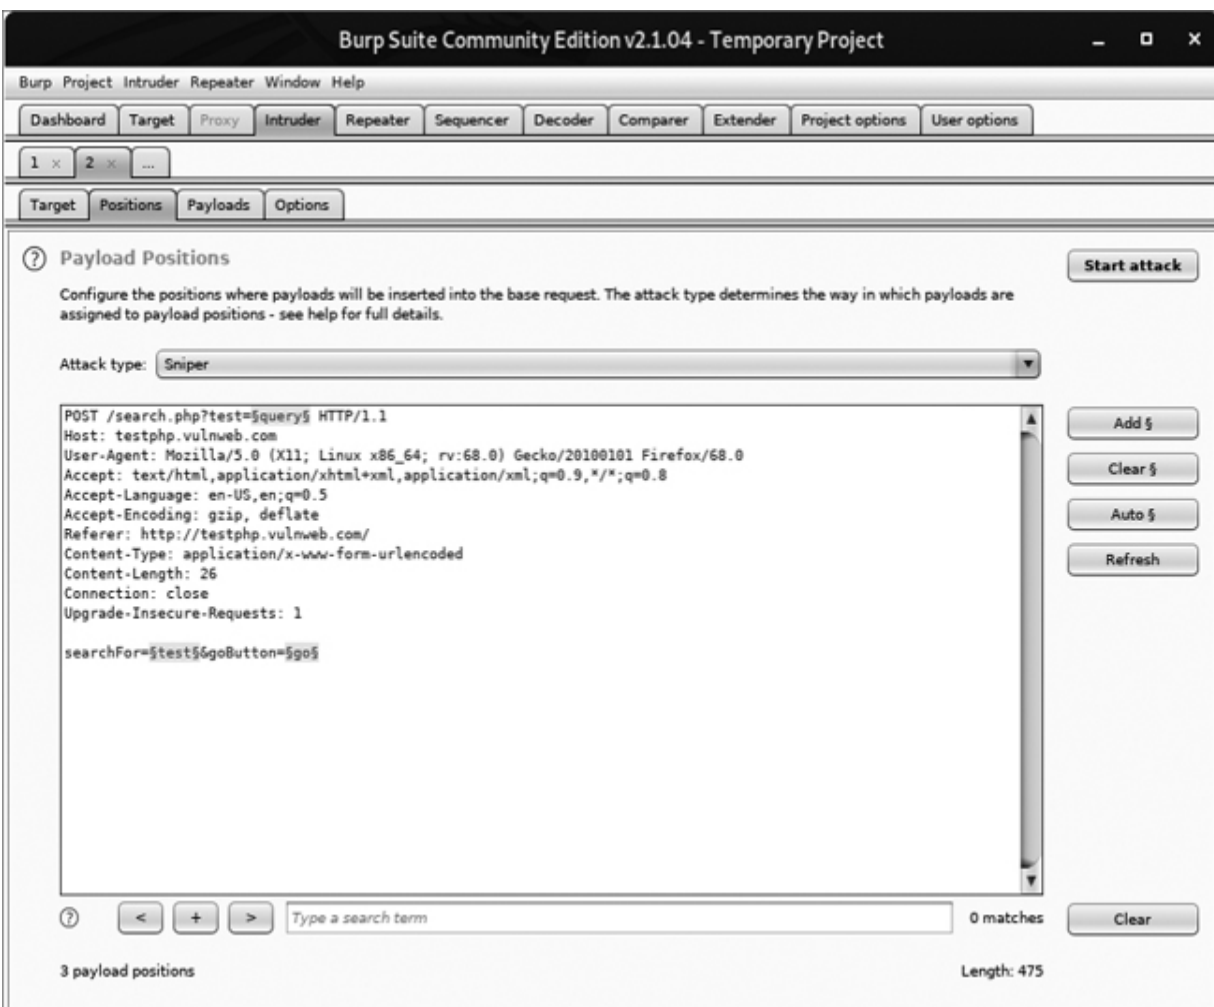 Burp Suite Community Edition v2.1.04 - Temporary Project
Burp Project Intruder Repeater Window Help
Dashboard Target Proxy Intruder Repeater Sequencer Decoder Comparer Extender Project options User options
1 × 2 × ...
Target Positions Payloads Options
? Payload Positions
Start attack
Configure the positions where payloads will be inserted into the base request. The attack type determines the way in which payloads are
assigned to payload positions - see help for full details.
Attack type: Sniper
POST /search.php?test=§query§ HTTP/1.1
Host: testphp.vulnweb.com
User-Agent: Mozilla/5.0 (X11; Linux x86_64; rv:68.0) Gecko/20100101 Firefox/68.0
Accept: text/html,application/xhtml+xml,application/xml;q=0.9,*/*;q=0.8
Accept-Language: en-US,en;q=0.5
Accept-Encoding: gzip, deflate
Referer: http://testphp.vulnweb.com/
Content-Type: application/x-www-form-urlencoded
Content-Length: 26
Connection: close
Upgrade-Insecure-Requests: 1
searchFor=§test§&goButton=§go§
Add §
Clear §
Auto §
Refresh
? < + > Type a search term 0 matches Clear
3 payload positions Length: 475